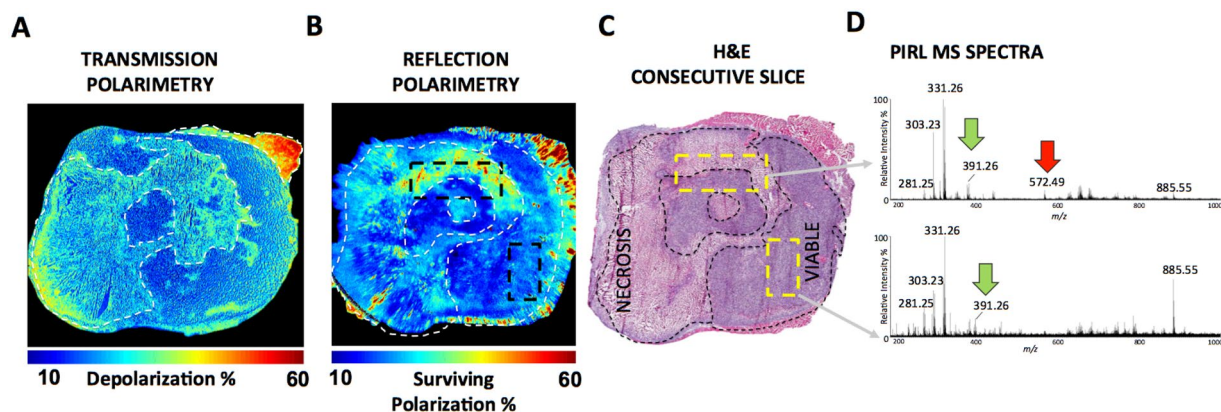 A
TRANSMISSION
POLARIMETRY
10 Depolarization % 60
B
REFLECTION
POLARIMETRY
10 Surviving 60
Polarization %
C
H&E
CONSECUTIVE SLICE
NECROSIS
VIABLE
D
PIRL MS SPECTRA
100
331.26
303.23
391.26
572.49
281.25
885.55
Relative Intensity %
0
200 400 600 800 1000
m/z
100
331.26
303.23
885.55
281.25
391.26
Relative Intensity %
0
200 400 600 800 1000
m/z